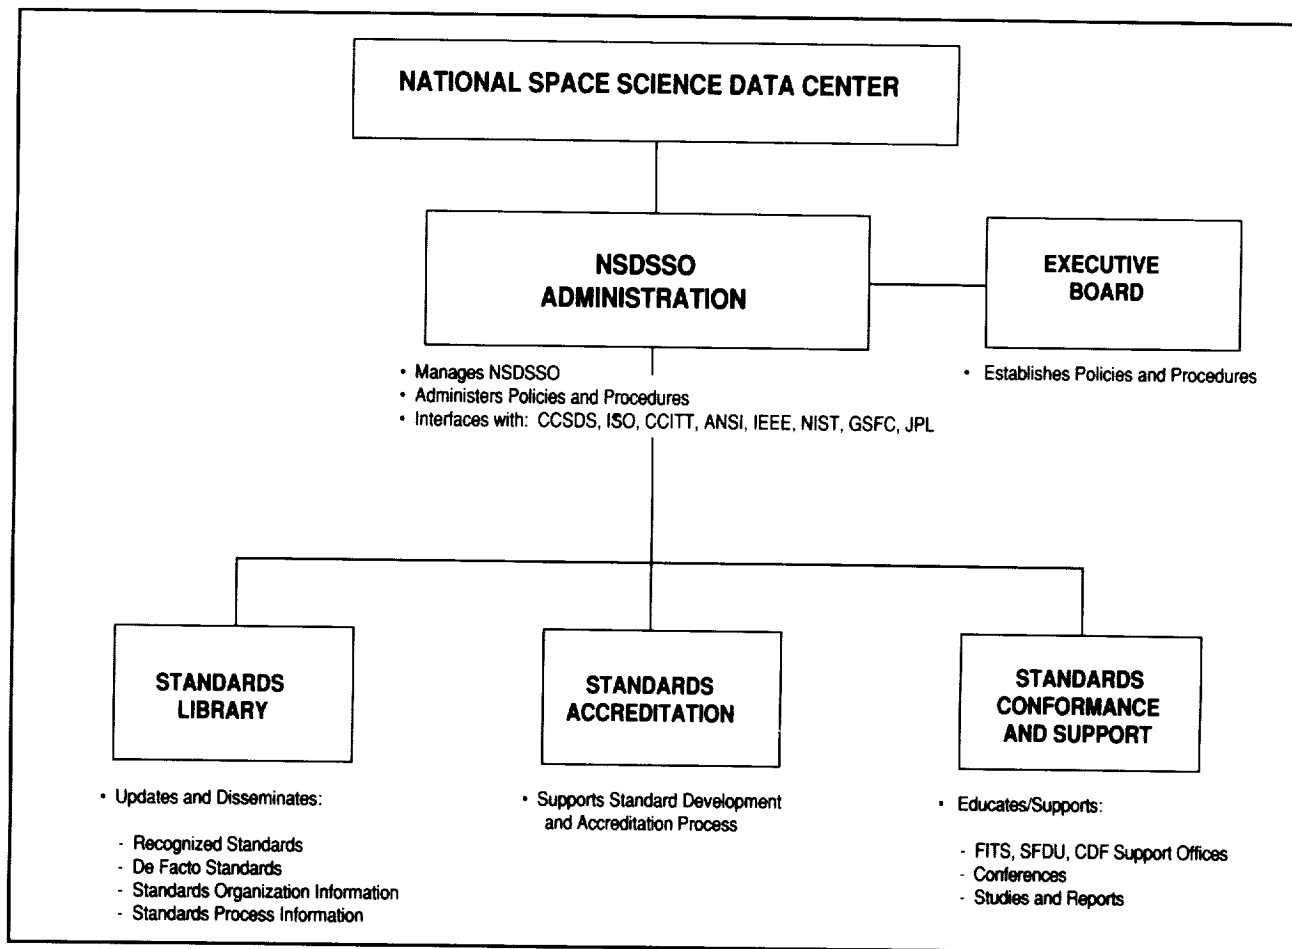 NATIONAL SPACE SCIENCE DATA CENTER
NSDSSO
ADMINISTRATION
EXECUTIVE
BOARD
• Manages NSDSSO
• Administers Policies and Procedures
• Interfaces with: CCSDS, ISO, CCITT, ANSI, IEEE, NIST, GSFC, JPL
• Establishes Policies and Procedures
STANDARDS
LIBRARY
STANDARDS
ACCREDITATION
STANDARDS
CONFORMANCE
AND SUPPORT
• Updates and Disseminates:
- Recognized Standards
- De Facto Standards
- Standards Organization Information
- Standards Process Information
• Supports Standard Development
and Accreditation Process
• Educates/Supports:
- FITS, SFDU, CDF Support Offices
- Conferences
- Studies and Reports